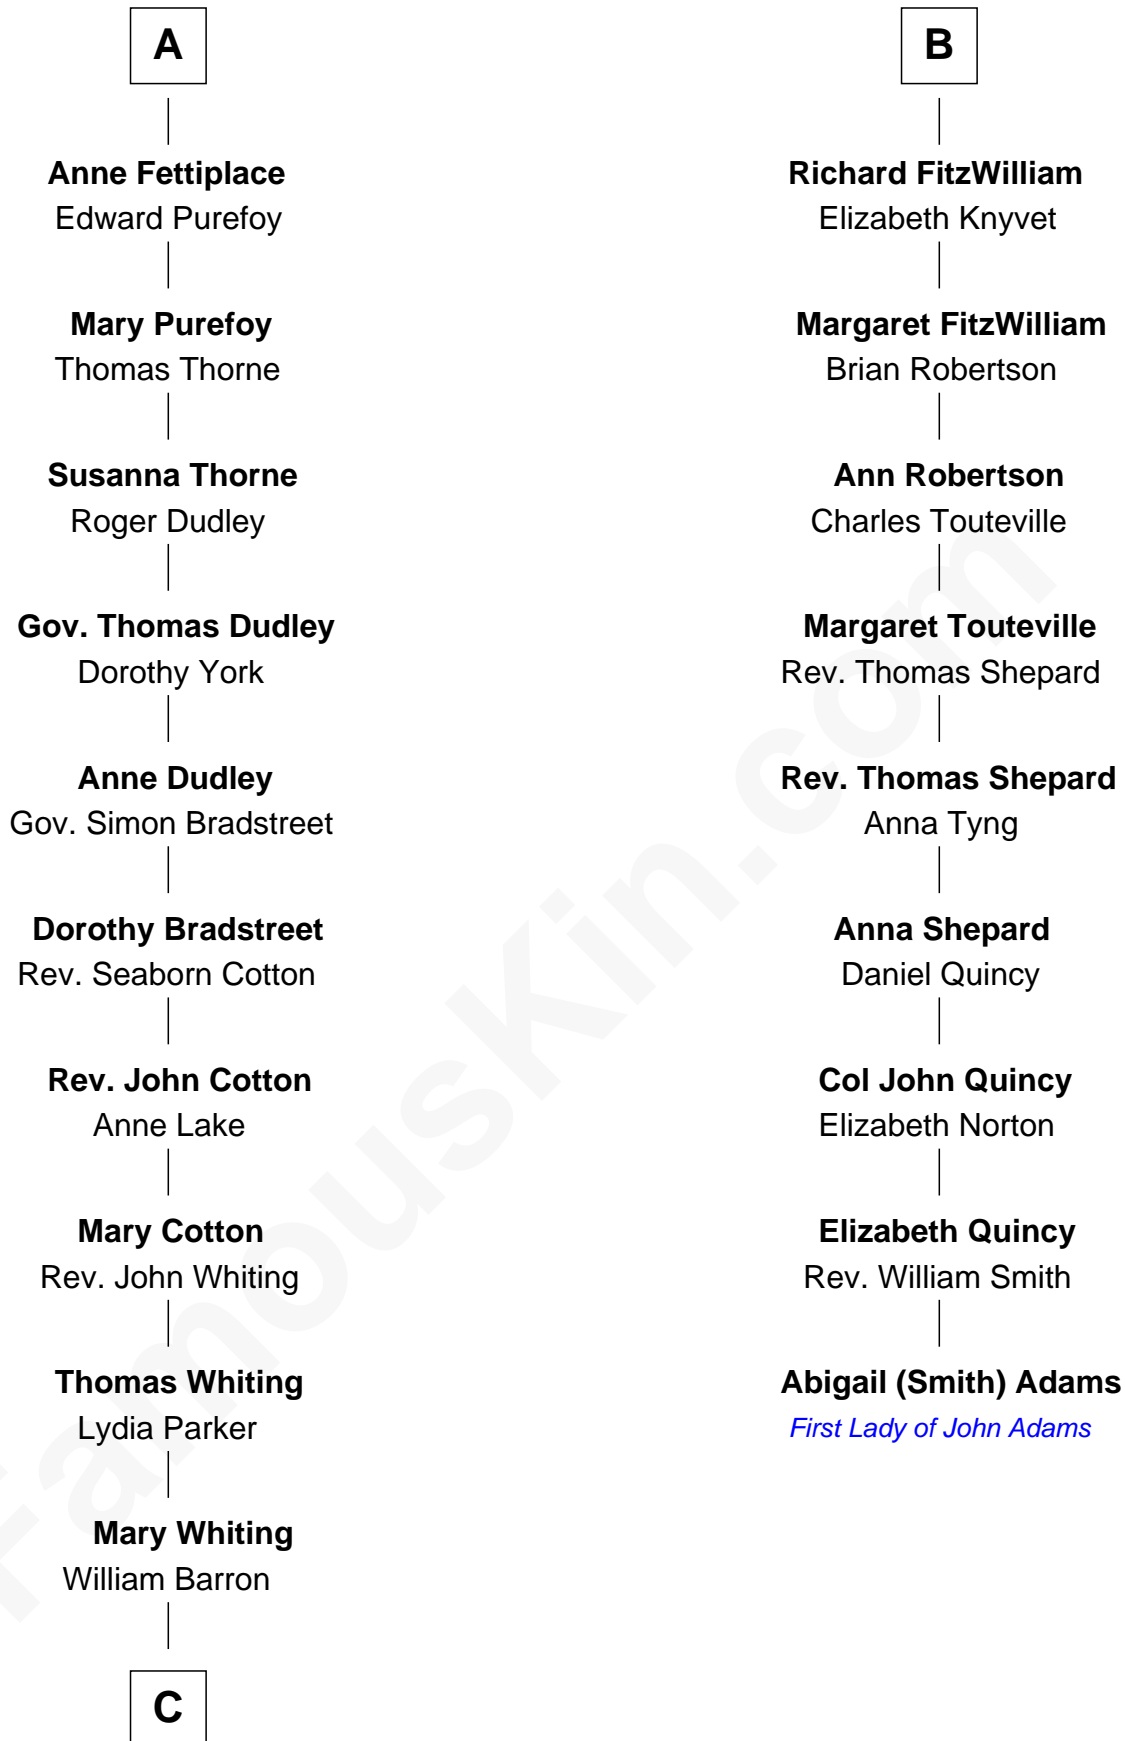 A
Anne Fettiplace
Edward Purefoy
Mary Purefoy
Thomas Thorne
Susanna Thorne
Roger Dudley
Gov. Thomas Dudley
Dorothy York
Anne Dudley
Gov. Simon Bradstreet
Dorothy Bradstreet
Rev. Seaborn Cotton
Rev. John Cotton
Anne Lake
Mary Cotton
Rev. John Whiting
Thomas Whiting
Lydia Parker
Mary Whiting
William Barron
C
B
Richard FitzWilliam
Elizabeth Knyvet
Margaret FitzWilliam
Brian Robertson
Ann Robertson
Charles Touteville
Margaret Touteville
Rev. Thomas Shepard
Rev. Thomas Shepard
Anna Tyng
Anna Shepard
Daniel Quincy
Col John Quincy
Elizabeth Norton
Elizabeth Quincy
Rev. William Smith
Abigail (Smith) Adams
First Lady of John Adams
FamousKin.com